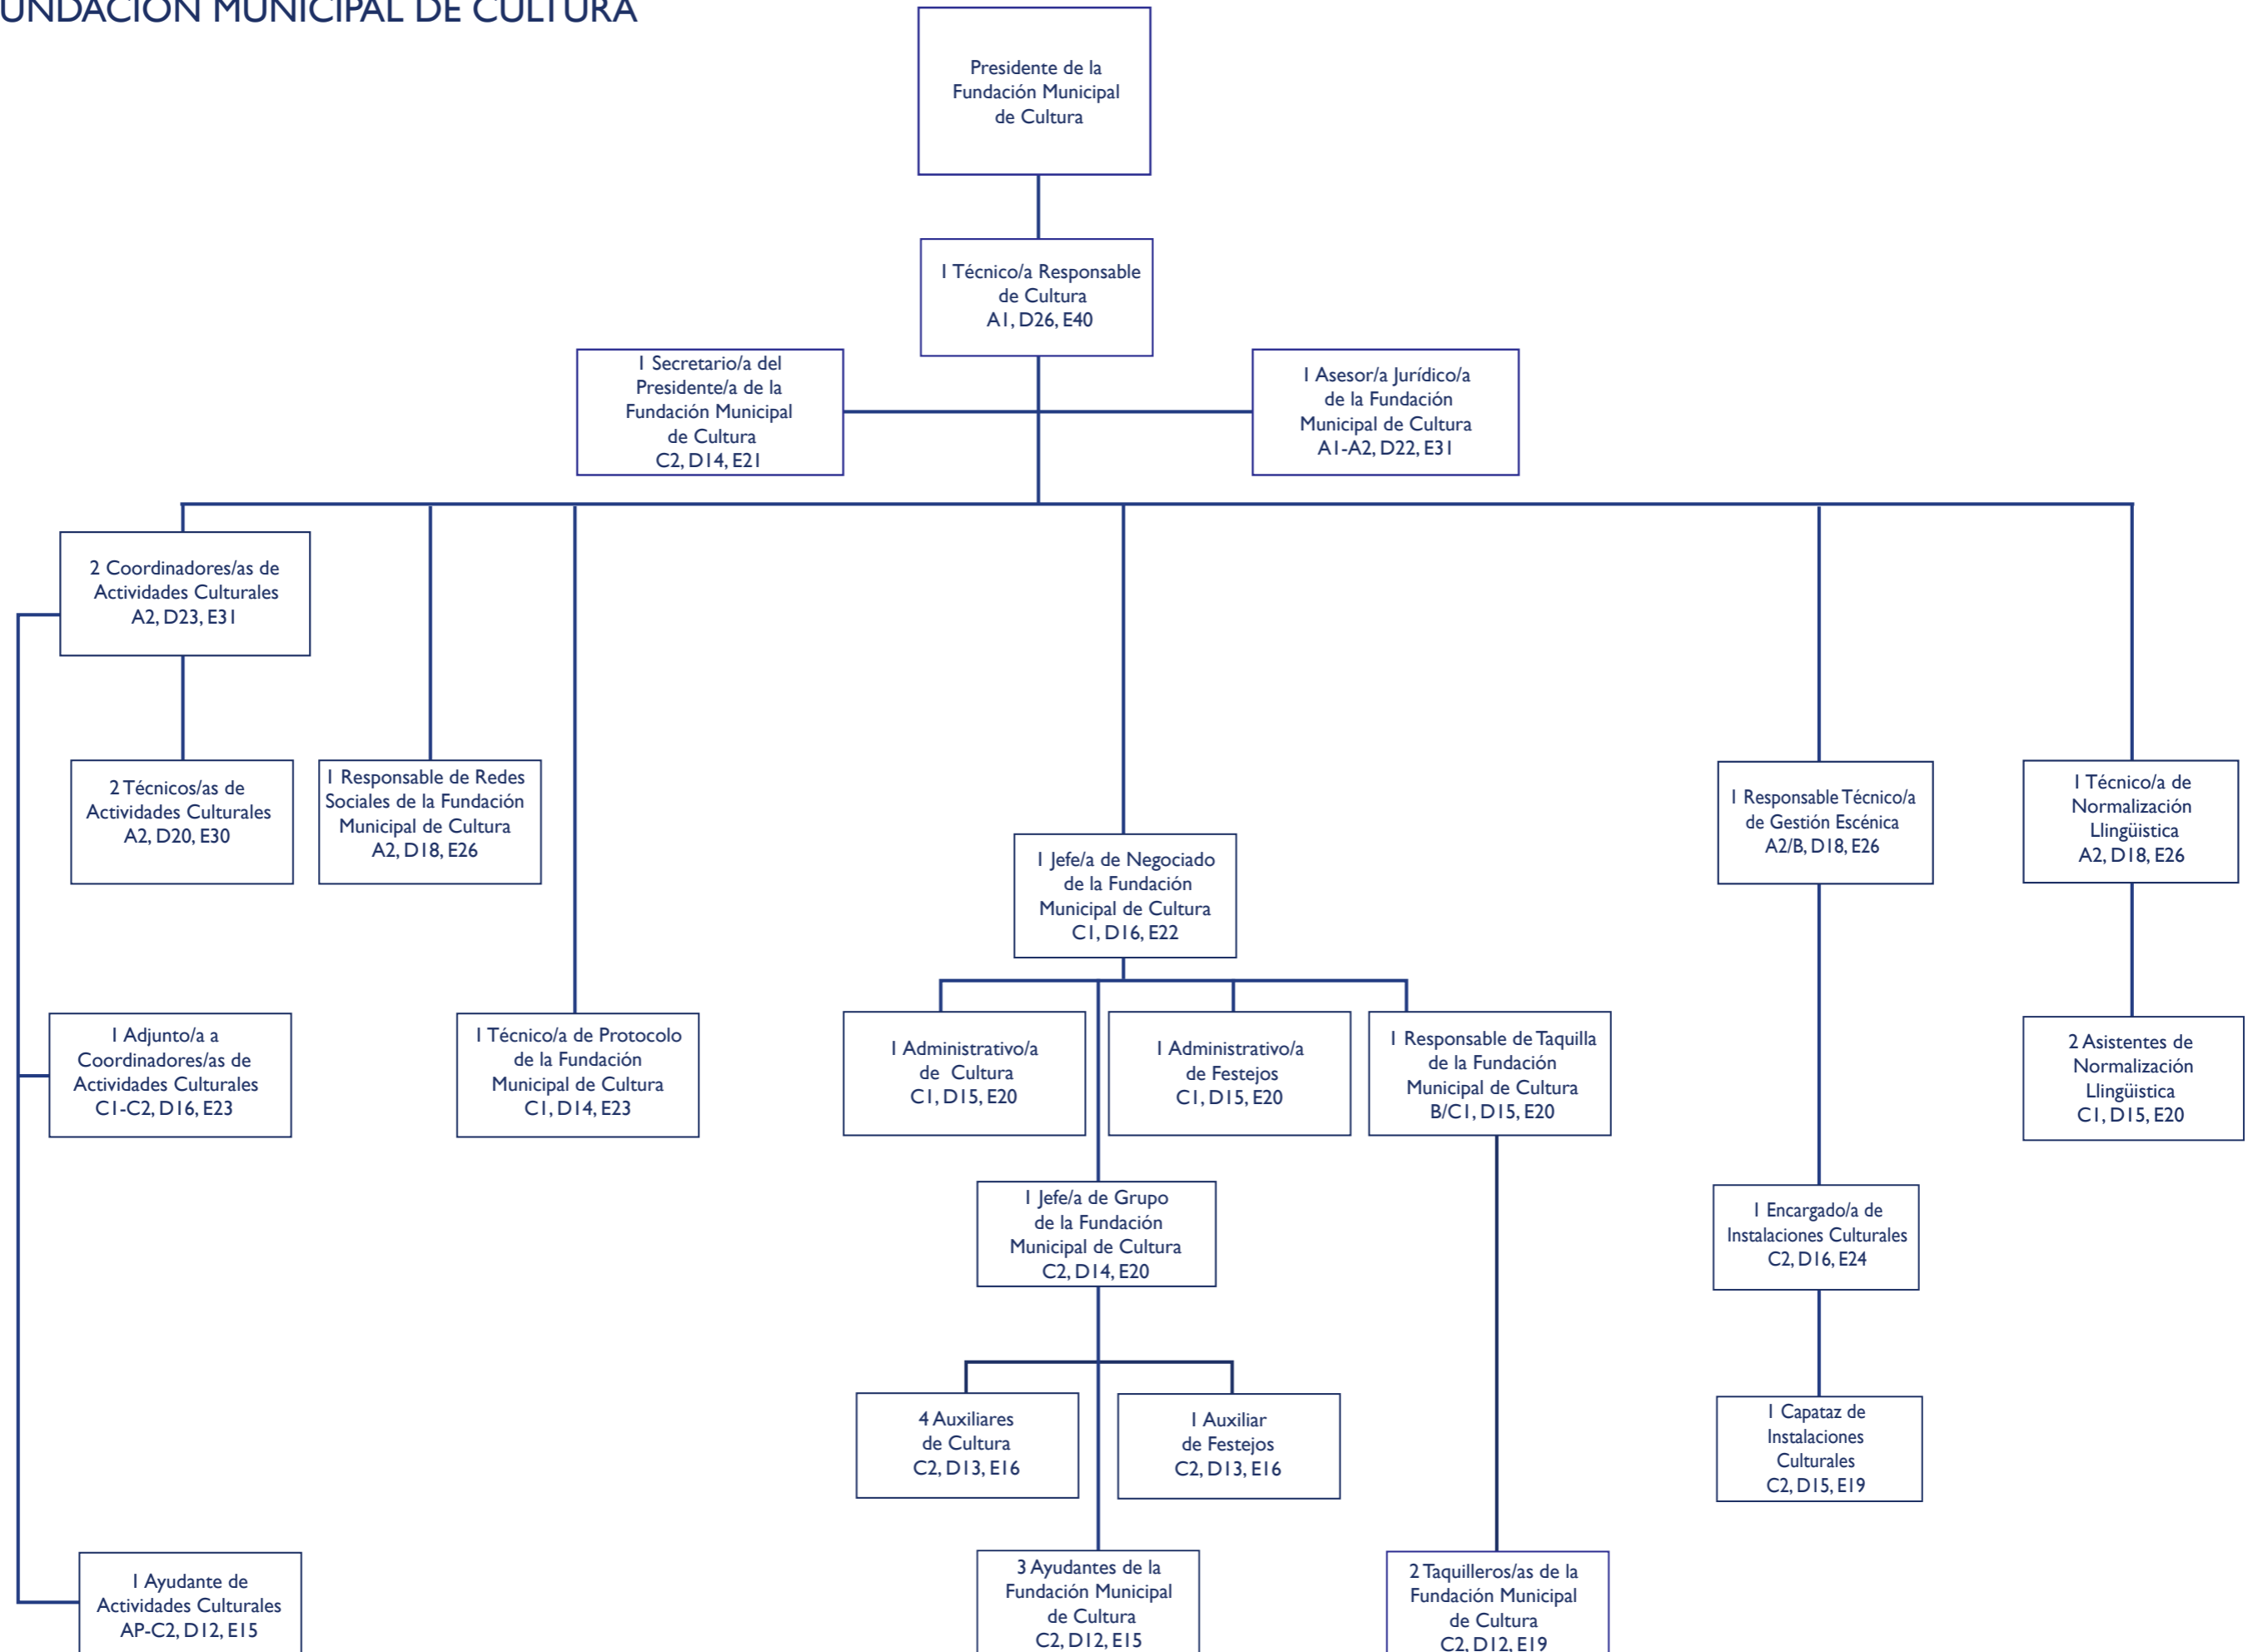 UNDACIÓN MUNICIPAL DE CULTURA
Presidente de la
Fundación Municipal
de Cultura
1 Técnico/a Responsable
de Cultura
A1, D26, E40
1 Secretario/a del
Presidente/a de la
Fundación Municipal
de Cultura
C2, D14, E21
1 Asesor/a Jurídico/a
de la Fundación
Municipal de Cultura
A1-A2, D22, E31
2 Coordinadores/as de
Actividades Culturales
A2, D23, E31
2 Técnicos/as de
Actividades Culturales
A2, D20, E30
1 Responsable de Redes
Sociales de la Fundación
Municipal de Cultura
A2, D18, E26
1 Jefe/a de Negociado
de la Fundación
Municipal de Cultura
C1, D16, E22
1 Responsable Técnico/a
de Gestión Escénica
A2/B, D18, E26
1 Técnico/a de
Normalización
Llingüistica
A2, D18, E26
1 Adjunto/a a
Coordinadores/as de
Actividades Culturales
C1-C2, D16, E23
1 Técnico/a de Protocolo
de la Fundación
Municipal de Cultura
C1, D14, E23
1 Administrativo/a
de Cultura
C1, D15, E20
1 Administrativo/a
de Festejos
C1, D15, E20
1 Responsable de Taquilla
de la Fundación
Municipal de Cultura
B/C1, D15, E20
2 Asistentes de
Normalización
Llingüistica
C1, D15, E20
1 Jefe/a de Grupo
de la Fundación
Municipal de Cultura
C2, D14, E20
1 Encargado/a de
Instalaciones Culturales
C2, D16, E24
4 Auxiliares
de Cultura
C2, D13, E16
1 Auxiliar
de Festejos
C2, D13, E16
1 Capataz de
Instalaciones
Culturales
C2, D15, E19
1 Ayudante de
Actividades Culturales
AP-C2, D12, E15
3 Ayudantes de la
Fundación Municipal
de Cultura
C2, D12, E15
2 Taquilleros/as de la
Fundación Municipal
de Cultura
C2, D12, E19